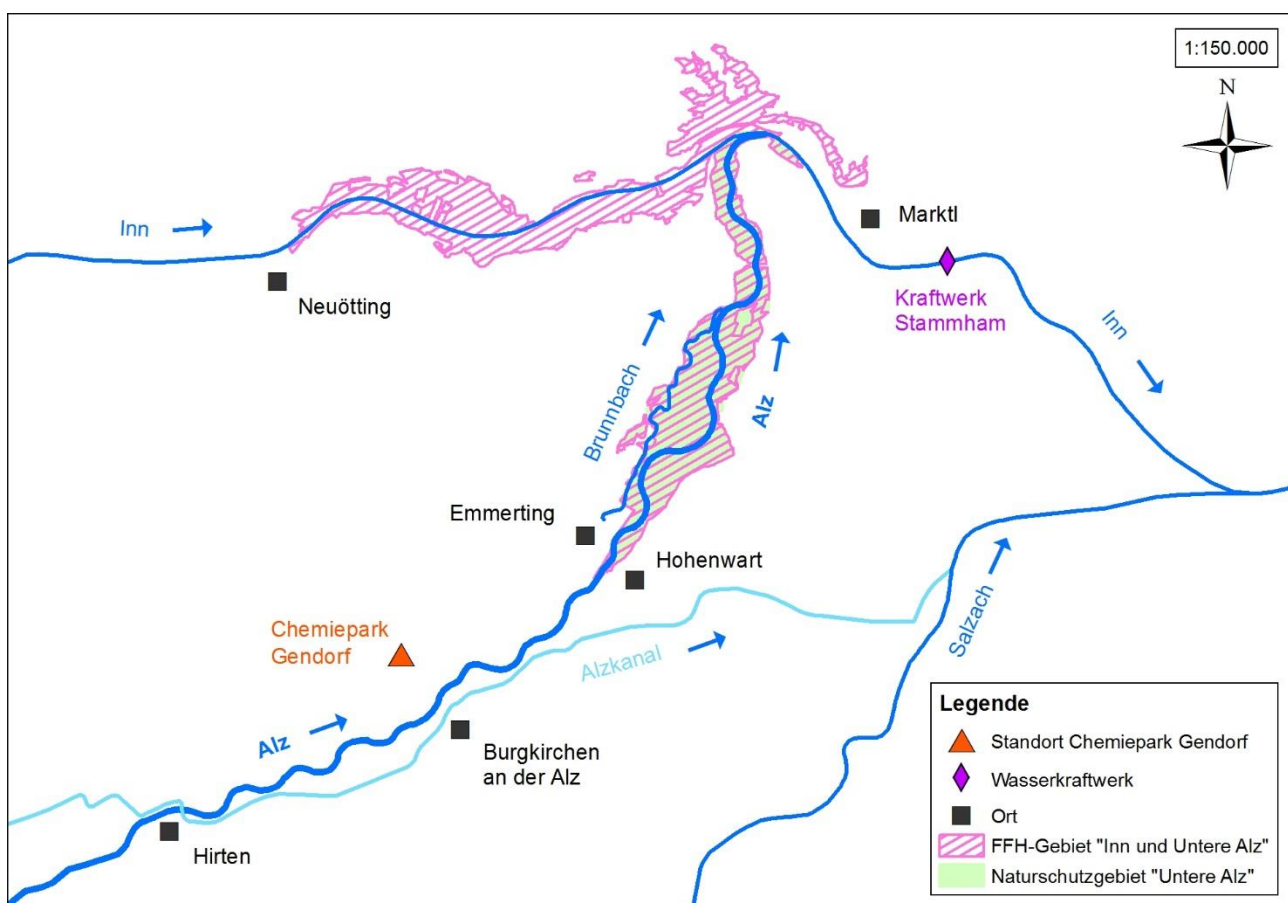 1:150.000
N
Inn
Neuötting
Marktl
Kraftwerk
Stammham
Inn
Brunnbach
Alz
Emmerting
Hohenwart
Chemiepark
Gendorf
Alzkanal
Salzach
Alz
Burgkirchen
an der Alz
Hirten
Legende
Standort Chemiepark Gendorf
Wasserkraftwerk
Ort
FFH-Gebiet "Inn und Untere Alz"
Naturschutzgebiet "Untere Alz"